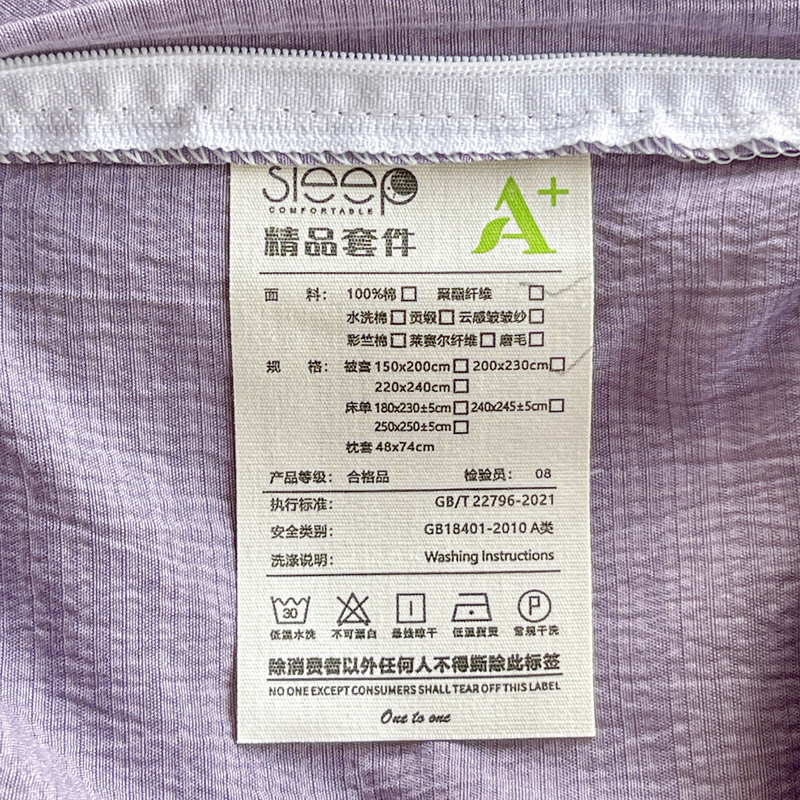 sleep
COMFORTABLE
A+
精品套件
面 料: 100%棉□ 聚酯纤维 □
水洗棉□ 贡缎□ 云感皱皱纱□
彩竺棉□ 莱赛尔纤维□ 磨毛□
规 格: 被套 150x200cm□ 200x230cm□
220x240cm□
床单 180x230±5cm□ 240x245±5cm□
250x250±5cm□
枕套 48x74cm
产品等级: 合格品 检验员: 08
执行标准: GB/T 22796-2021
安全类别: GB18401-2010 A类
洗涤说明: Washing Instructions
30 P
低温水洗 不可漂白 悬挂晾干 低温熨烫 常规干洗
除消费者以外任何人不得撕除此标签
NO ONE EXCEPT CONSUMERS SHALL TEAR OFF THIS LABEL
One to one